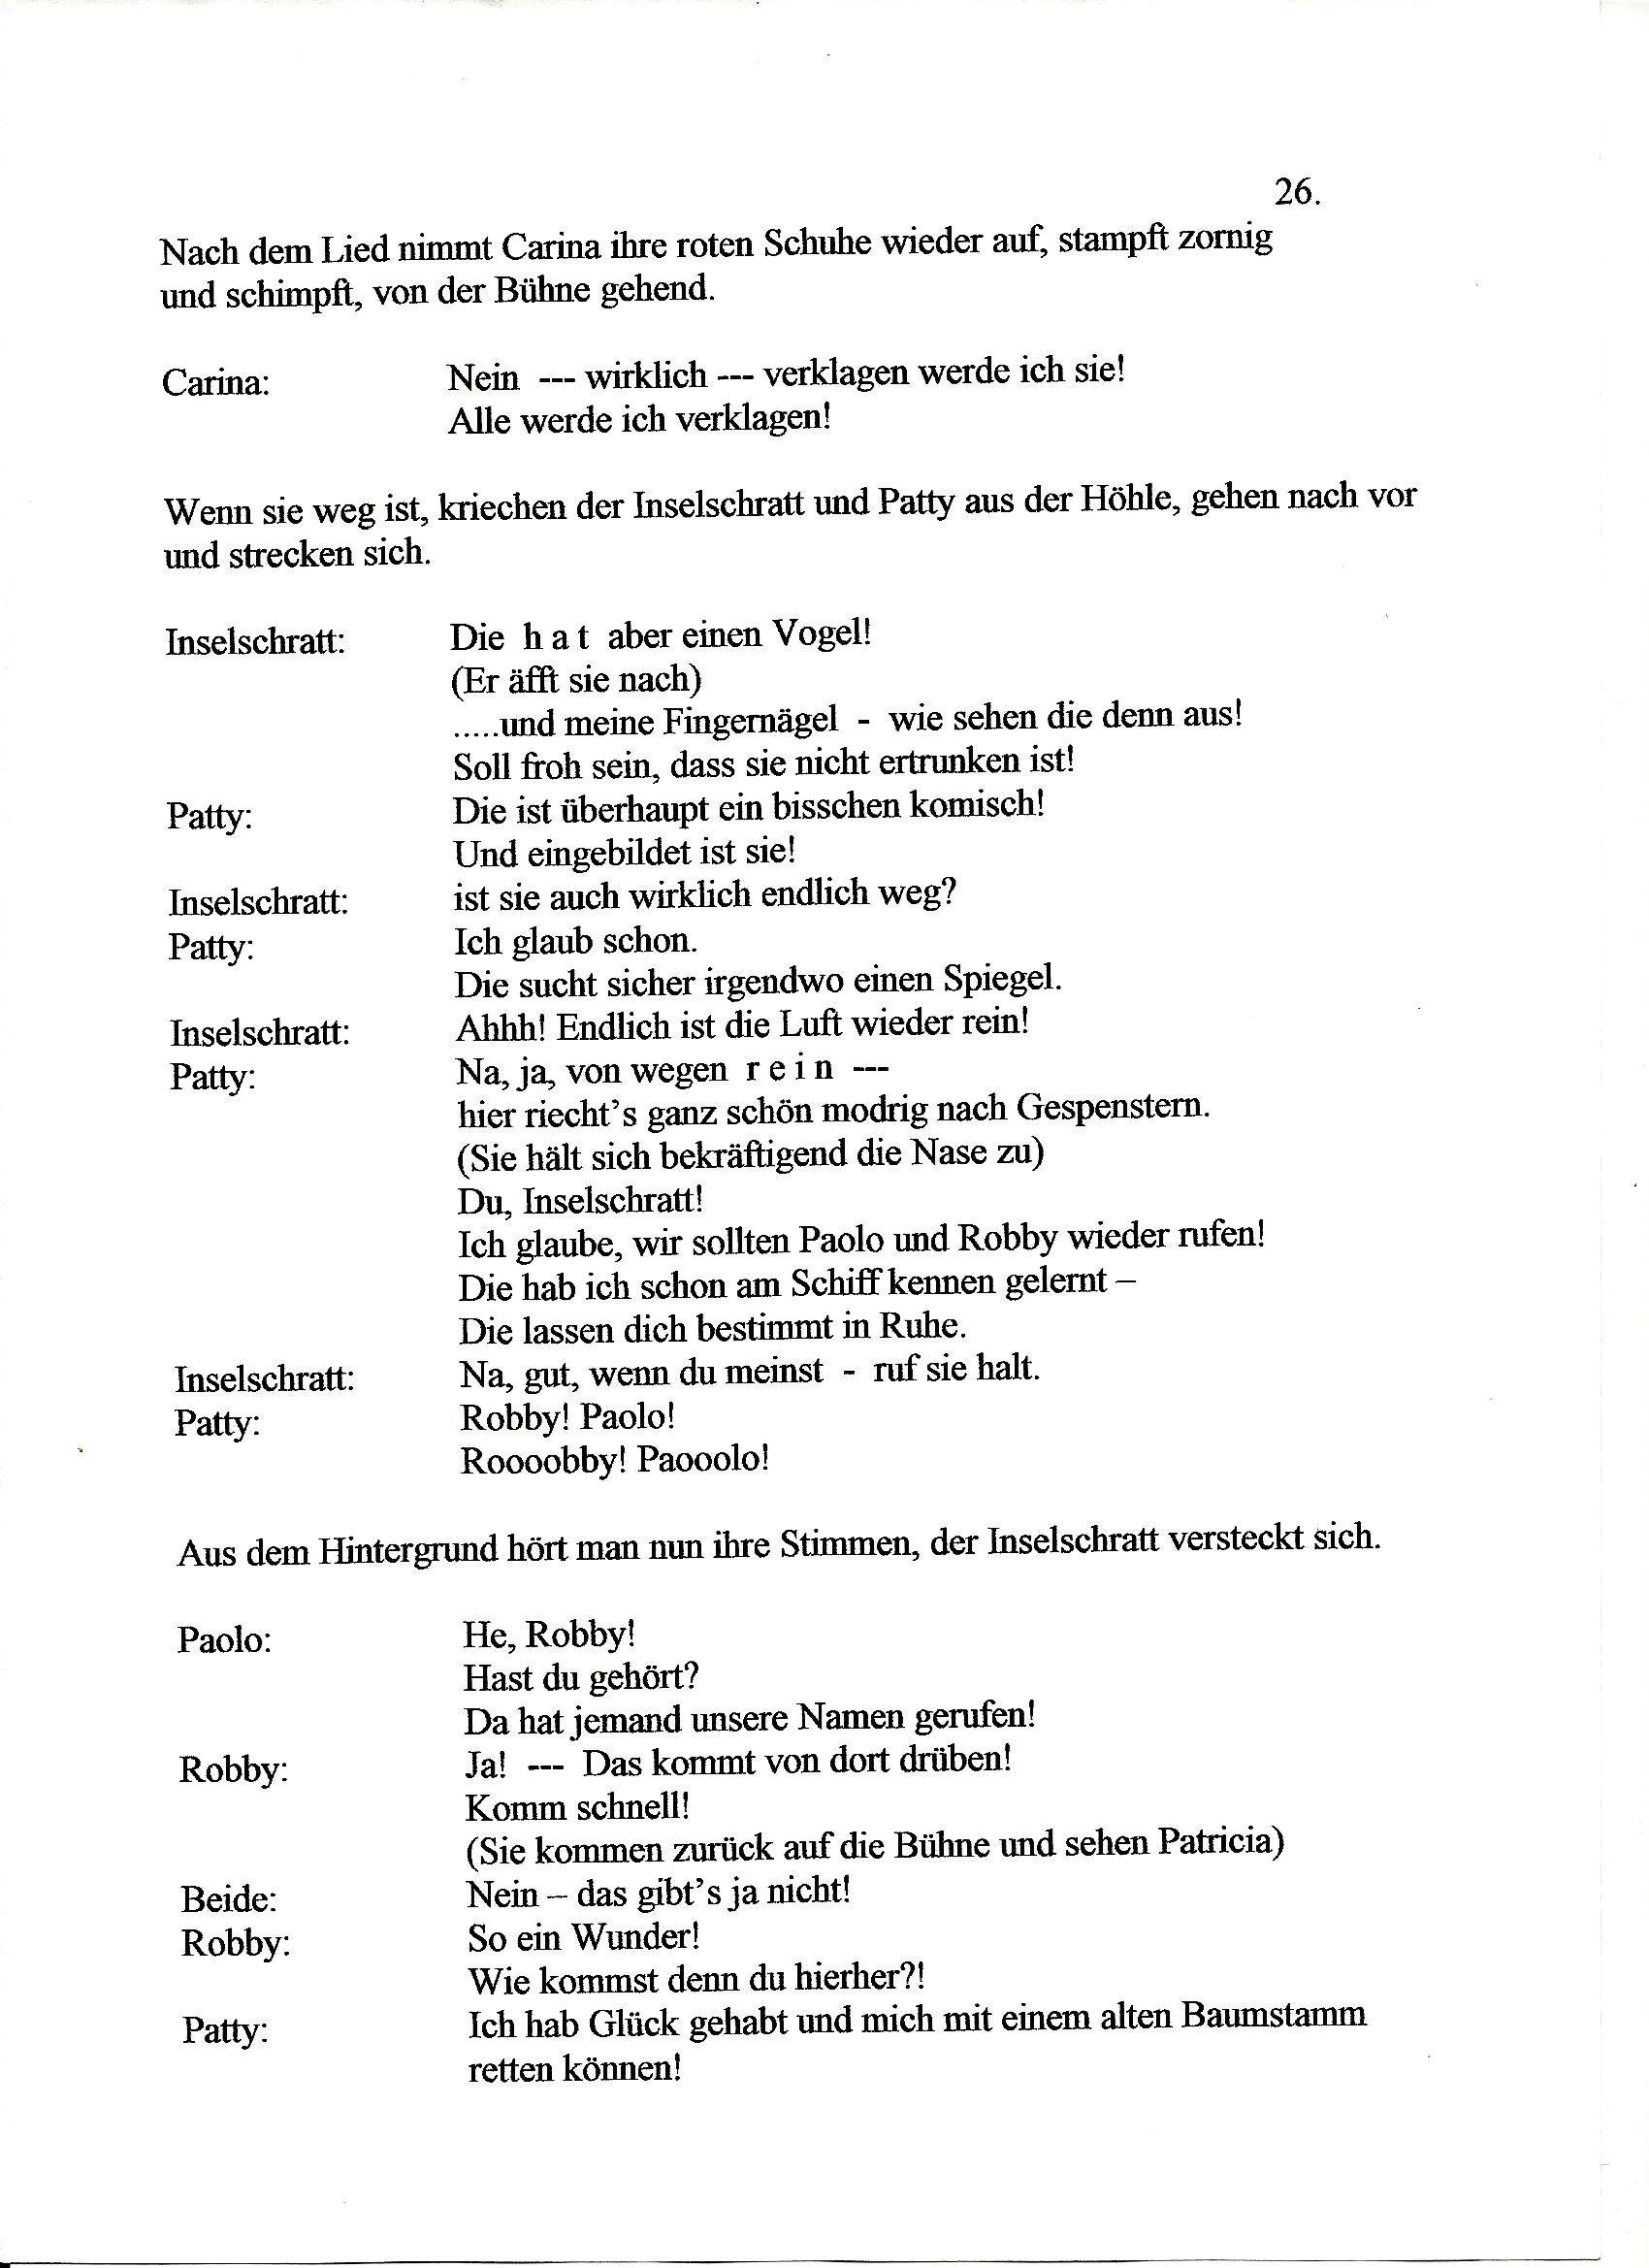 26.
Nach dem Lied nimmt Carina ihre roten Schuhe wieder auf, stampft zornig
und schimpft, von der Bühne gehend.
Carina: Nein --- wirklich --- verklagen werde ich sie!
Alle werde ich verklagen!
Wenn sie weg ist, kriechen der Inselschratt und Patty aus der Höhle, gehen nach vor
und strecken sich.
Inselschratt: Die h a t aber einen Vogel!
(Er äfft sie nach)
.....und meine Fingernägel - wie sehen die denn aus!
Soll froh sein, dass sie nicht ertrunken ist!
Patty: Die ist überhaupt ein bisschen komisch!
Und eingebildet ist sie!
Inselschratt: ist sie auch wirklich endlich weg?
Patty: Ich glaub schon.
Die sucht sicher irgendwo einen Spiegel.
Inselschratt: Ahhh! Endlich ist die Luft wieder rein!
Patty: Na, ja, von wegen r e i n ---
hier riecht's ganz schön modrig nach Gespenstern.
(Sie hält sich bekräftigend die Nase zu)
Du, Inselschratt!
Ich glaube, wir sollten Paolo und Robby wieder rufen!
Die hab ich schon am Schiff kennen gelernt –
Die lassen dich bestimmt in Ruhe.
Inselschratt: Na, gut, wenn du meinst - ruf sie halt.
Patty: Robby! Paolo!
Roooobby! Paooolo!
Aus dem Hintergrund hört man nun ihre Stimmen, der Inselschratt versteckt sich.
Paolo: He, Robby!
Hast du gehört?
Da hat jemand unsere Namen gerufen!
Robby: Ja! --- Das kommt von dort drüben!
Komm schnell!
(Sie kommen zurück auf die Bühne und sehen Patricia)
Beide: Nein – das gibt's ja nicht!
Robby: So ein Wunder!
Wie kommst denn du hierher?!
Patty: Ich hab Glück gehabt und mich mit einem alten Baumstamm
retten können!